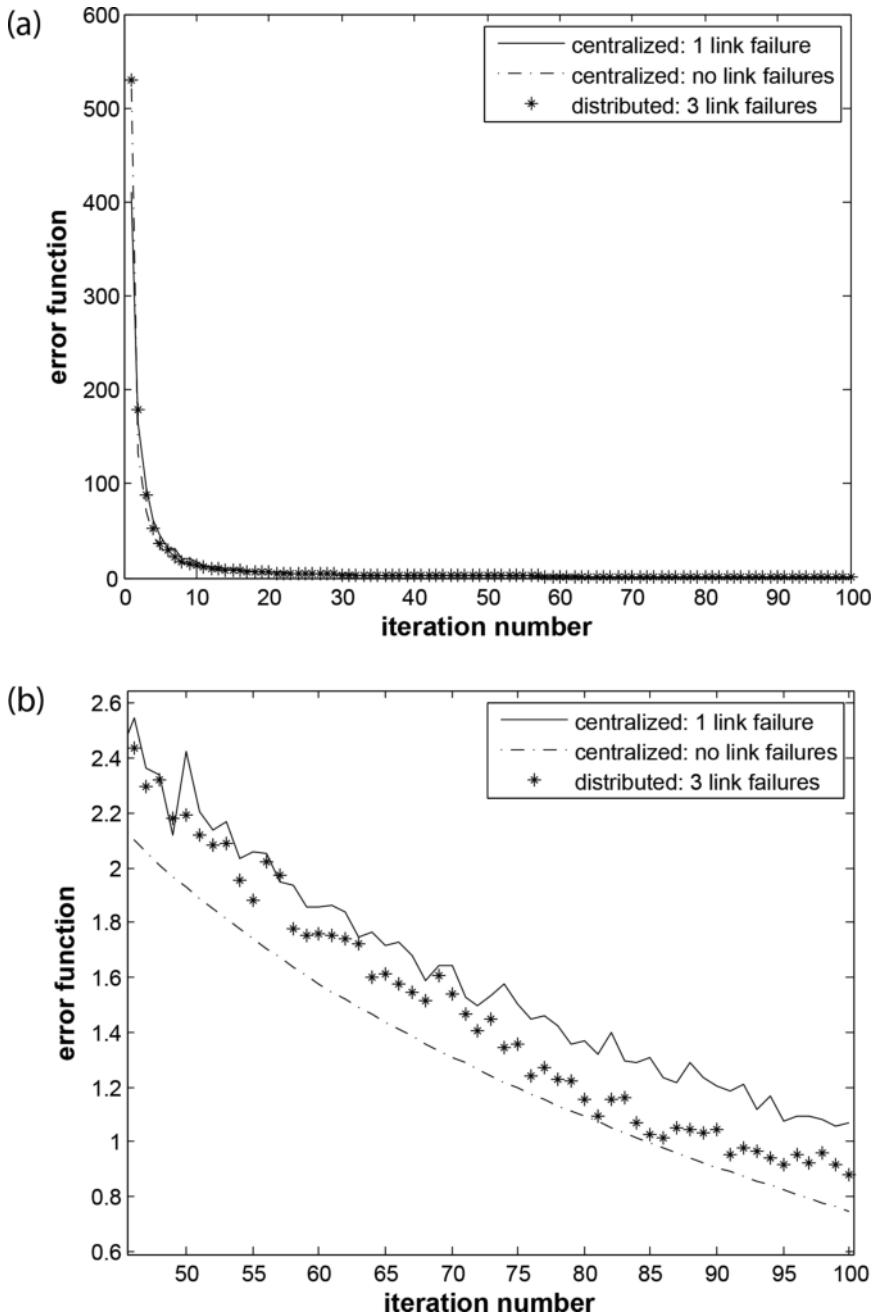 (a)
600
500
400
300
200
100
0
error function
centralized: 1 link failure
centralized: no link failures
distributed: 3 link failures
0 10 20 30 40 50 60 70 80 90 100
iteration number
(b)
2.6
2.4
2.2
2
1.8
1.6
1.4
1.2
1
0.8
0.6
error function
centralized: 1 link failure
centralized: no link failures
distributed: 3 link failures
50 55 60 65 70 75 80 85 90 95 100
iteration number